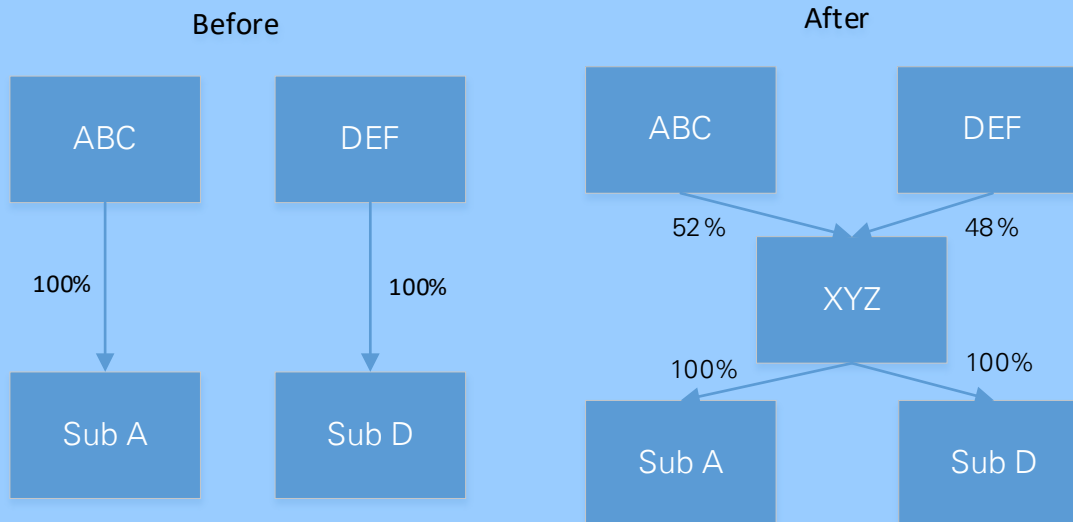 Before
ABC
DEF
100%
100%
Sub A
Sub D
After
ABC
DEF
52%
48%
XYZ
100%
100%
Sub A
Sub D